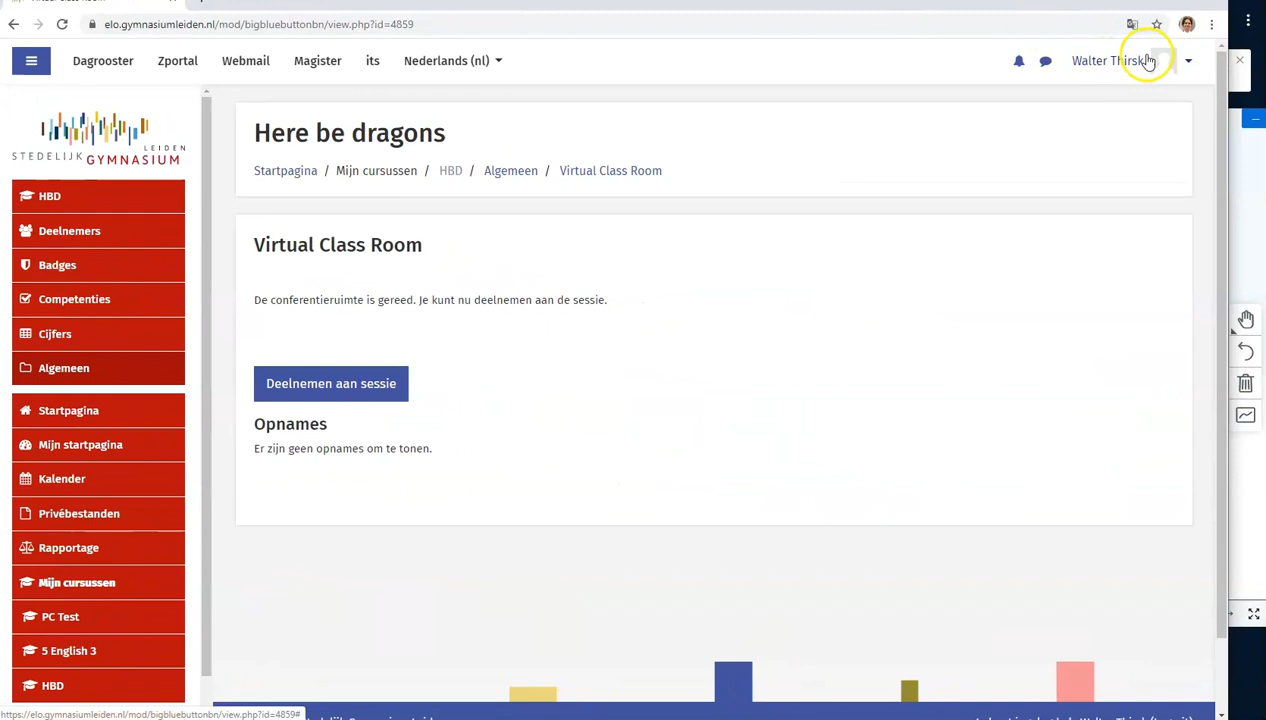 elo.gymnasiumleiden.nl/mod/bigbluebuttonbn/view.php?id=4859
Dagrooster Zportal Webmail Magister its Nederlands (nl) Walter Thirsk
STEDELIJK LEIDEN GYMNASIUM
HBD
Deelnemers
Badges
Competenties
Cijfers
Algemeen
Startpagina
Mijn startpagina
Kalender
Privébestanden
Rapportage
Mijn cursussen
PC Test
5 English 3
HBD
Here be dragons
Startpagina / Mijn cursussen / HBD / Algemeen / Virtual Class Room
Virtual Class Room
De conferentieruimte is gereed. Je kunt nu deelnemen aan de sessie.
Deelnemen aan sessie
Opnames
Er zijn geen opnames om te tonen.
https://elo.gymnasiumleiden.nl/mod/bigbluebuttonbn/view.php?id=4859#